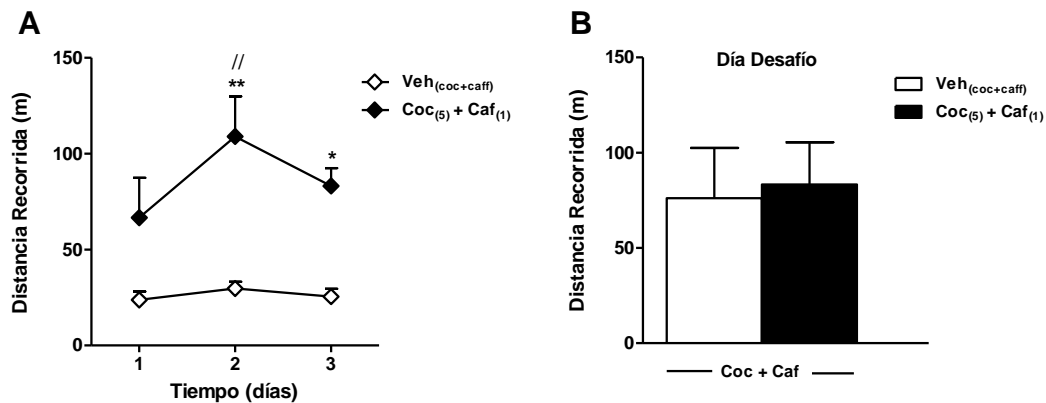 A
Distancia Recorrida (m)
150
100
50
0
//
**
*
1 2 3
Tiempo (días)
Veh(coc+caff)
Coc(5) + Caf(1)
B
Día Desafío
Distancia Recorrida (m)
150
100
50
0
Coc + Caf
Veh(coc+caff)
Coc(5) + Caf(1)